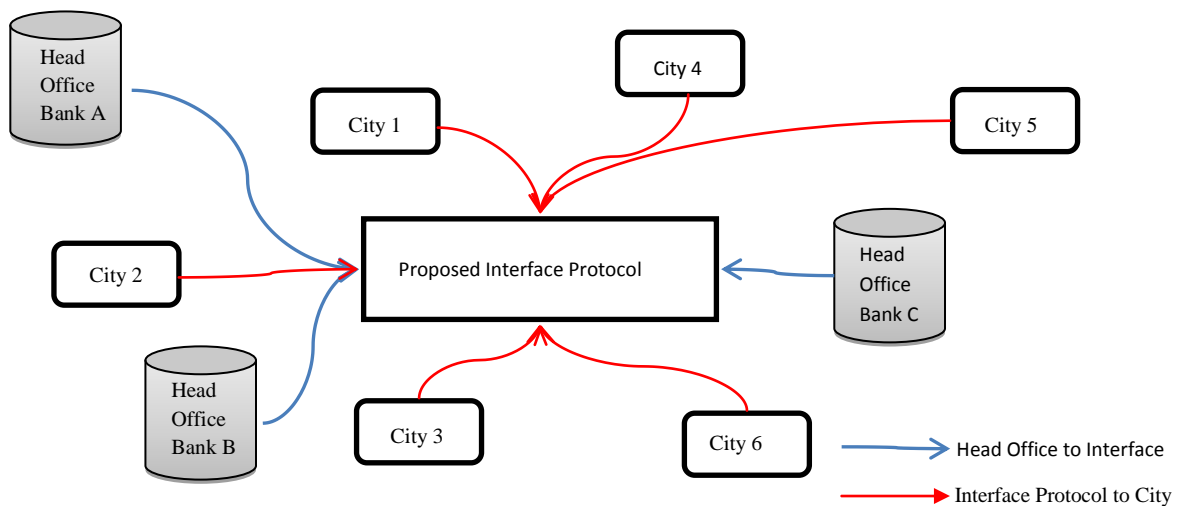 Head
Office
Bank A
City 1
City 4
City 5
City 2
Proposed Interface Protocol
Head
Office
Bank C
Head
Office
Bank B
City 3
City 6
Head Office to Interface
Interface Protocol to City